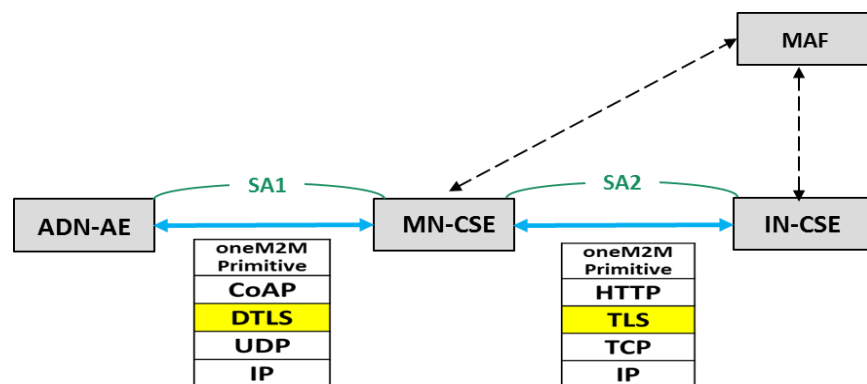 MAF
SA1
SA2
ADN-AE
MN-CSE
IN-CSE
oneM2M
Primitive
CoAP
DTLS
UDP
IP
oneM2M
Primitive
HTTP
TLS
TCP
IP